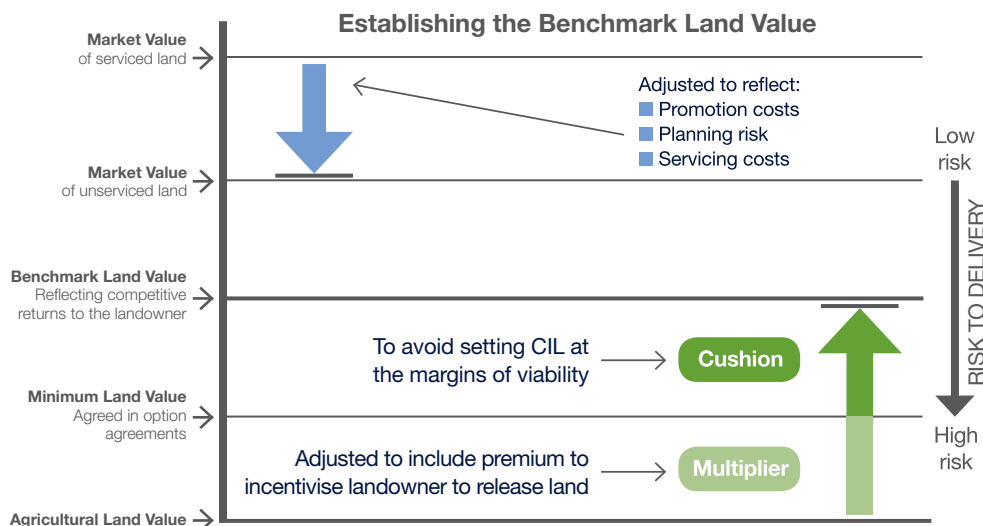 Establishing the Benchmark Land Value
Market Value
of serviced land
Adjusted to reflect:
Promotion costs
Planning risk
Servicing costs
Market Value
of unserviced land
Low
risk
RISK TO DELIVERY
High
risk
Benchmark Land Value
Reflecting competitive
returns to the landowner
To avoid setting CIL at
the margins of viability
Cushion
Minimum Land Value
Agreed in option
agreements
Adjusted to include premium to
incentivise landowner to release land
Multiplier
Agricultural Land Value